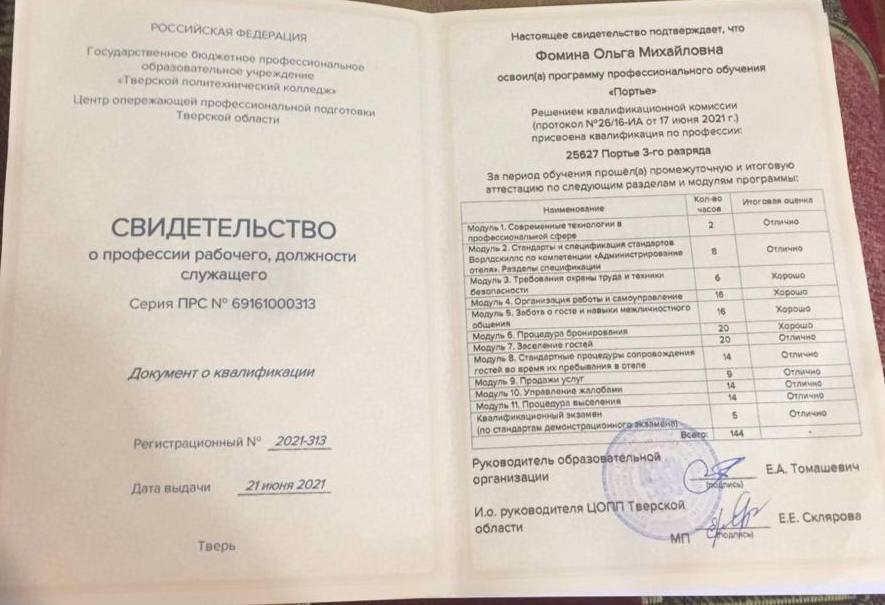 РОССИЙСКАЯ ФЕДЕРАЦИЯ
Государственное бюджетное профессиональное
образовательное учреждение
«Тверской политехнический колледж»
Центр опережающей профессиональной подготовки
Тверской области
СВИДЕТЕЛЬСТВО
о профессии рабочего, должности
служащего
Серия ПРС № 69161000313
Документ о квалификации
Регистрационный № 2021-313
Дата выдачи 21 июня 2021
Тверь
Настоящее свидетельство подтверждает, что
Фомина Ольга Михайловна
освоил(а) программу профессионального обучения
«Портье»
Решением квалификационной комиссии
(протокол №26/16-ИА от 17 июня 2021 г.)
присвоена квалификация по профессии:
25627 Портье 3-го разряда
За период обучения прошёл(а) промежуточную и итоговую
аттестацию по следующим разделам и модулям программы:
Наименование Кол-во часов Итоговая оценка
Модуль 1. Современные технологии в
профессиональной сфере 2 Отлично
Модуль 2. Стандарты и спецификация стандартов
Ворлдскиллс по компетенции «Администрирование
отеля». Разделы спецификации 8 Отлично
Модуль 3. Требования охраны труда и техники
безопасности 6 Хорошо
Модуль 4. Организация работы и самоуправление 16 Хорошо
Модуль 5. Забота о госте и навыки межличностного
общения 16 Хорошо
Модуль 6. Процедура бронирования 20 Хорошо
Модуль 7. Заселение гостей 20 Отлично
Модуль 8. Стандартные процедуры сопровождения
гостей во время их пребывания в отеле 14 Отлично
Модуль 9. Продажи услуг 9 Отлично
Модуль 10. Управление жалобами 14 Отлично
Модуль 11. Процедура выселения 14 Отлично
Квалификационный экзамен
(по стандартам демонстрационного экзамена) 5 Отлично
Всего: 144 -
Руководитель образовательной
организации (подпись) Е.А. Томашевич
И.о. руководителя ЦОПП Тверской
области (подпись) Е.Е. Склярова
МП